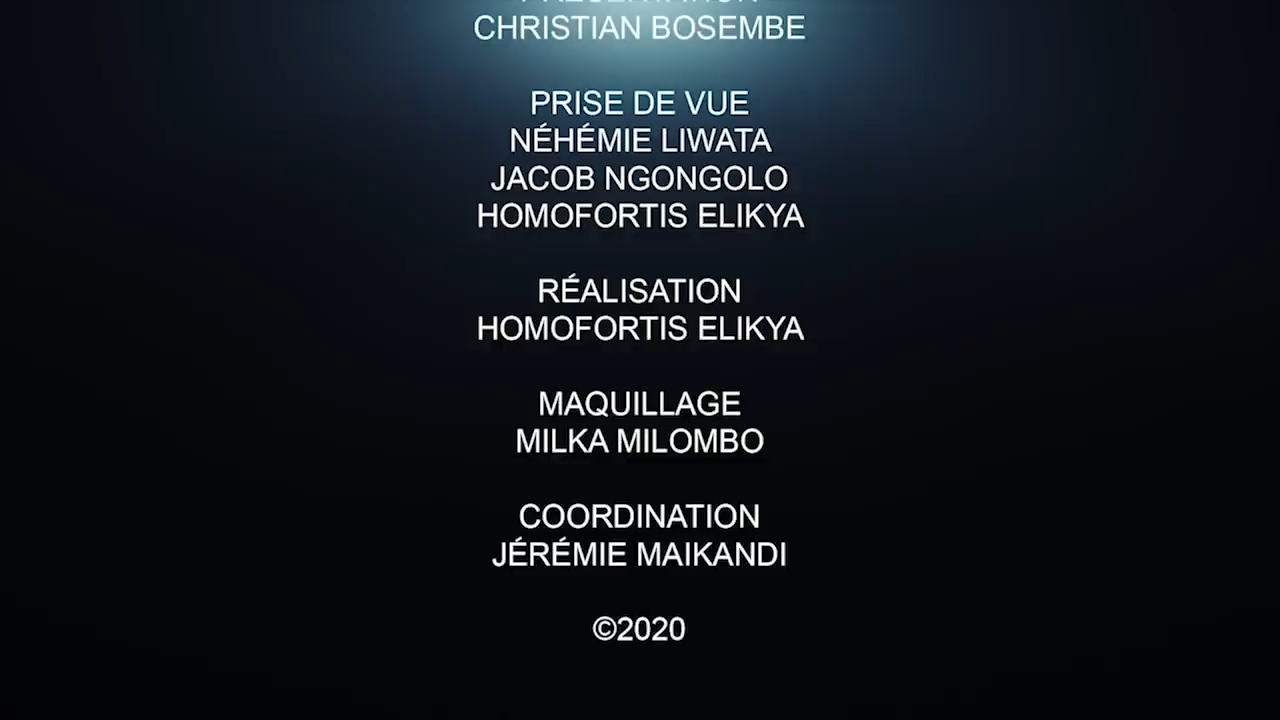 PRÉSENTATION
CHRISTIAN BOSEMBE
PRISE DE VUE
NÉHÉMIE LIWATA
JACOB NGONGOLO
HOMOFORTIS ELIKYA
RÉALISATION
HOMOFORTIS ELIKYA
MAQUILLAGE
MILKA MILOMBO
COORDINATION
JÉRÉMIE MAIKANDI
©2020